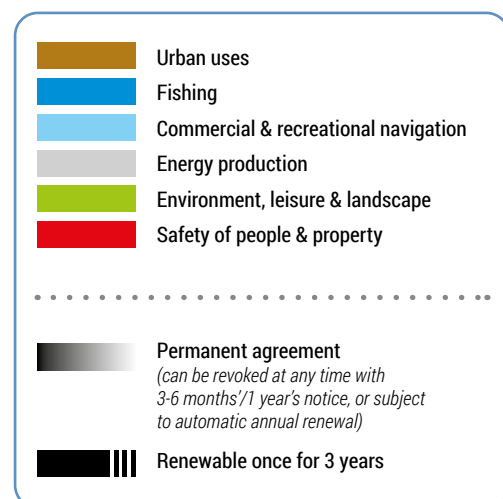 Urban uses
Fishing
Commercial & recreational navigation
Energy production
Environment, leisure & landscape
Safety of people & property
Permanent agreement
(can be revoked at any time with
3-6 months'/1 year's notice, or subject
to automatic annual renewal)
Renewable once for 3 years